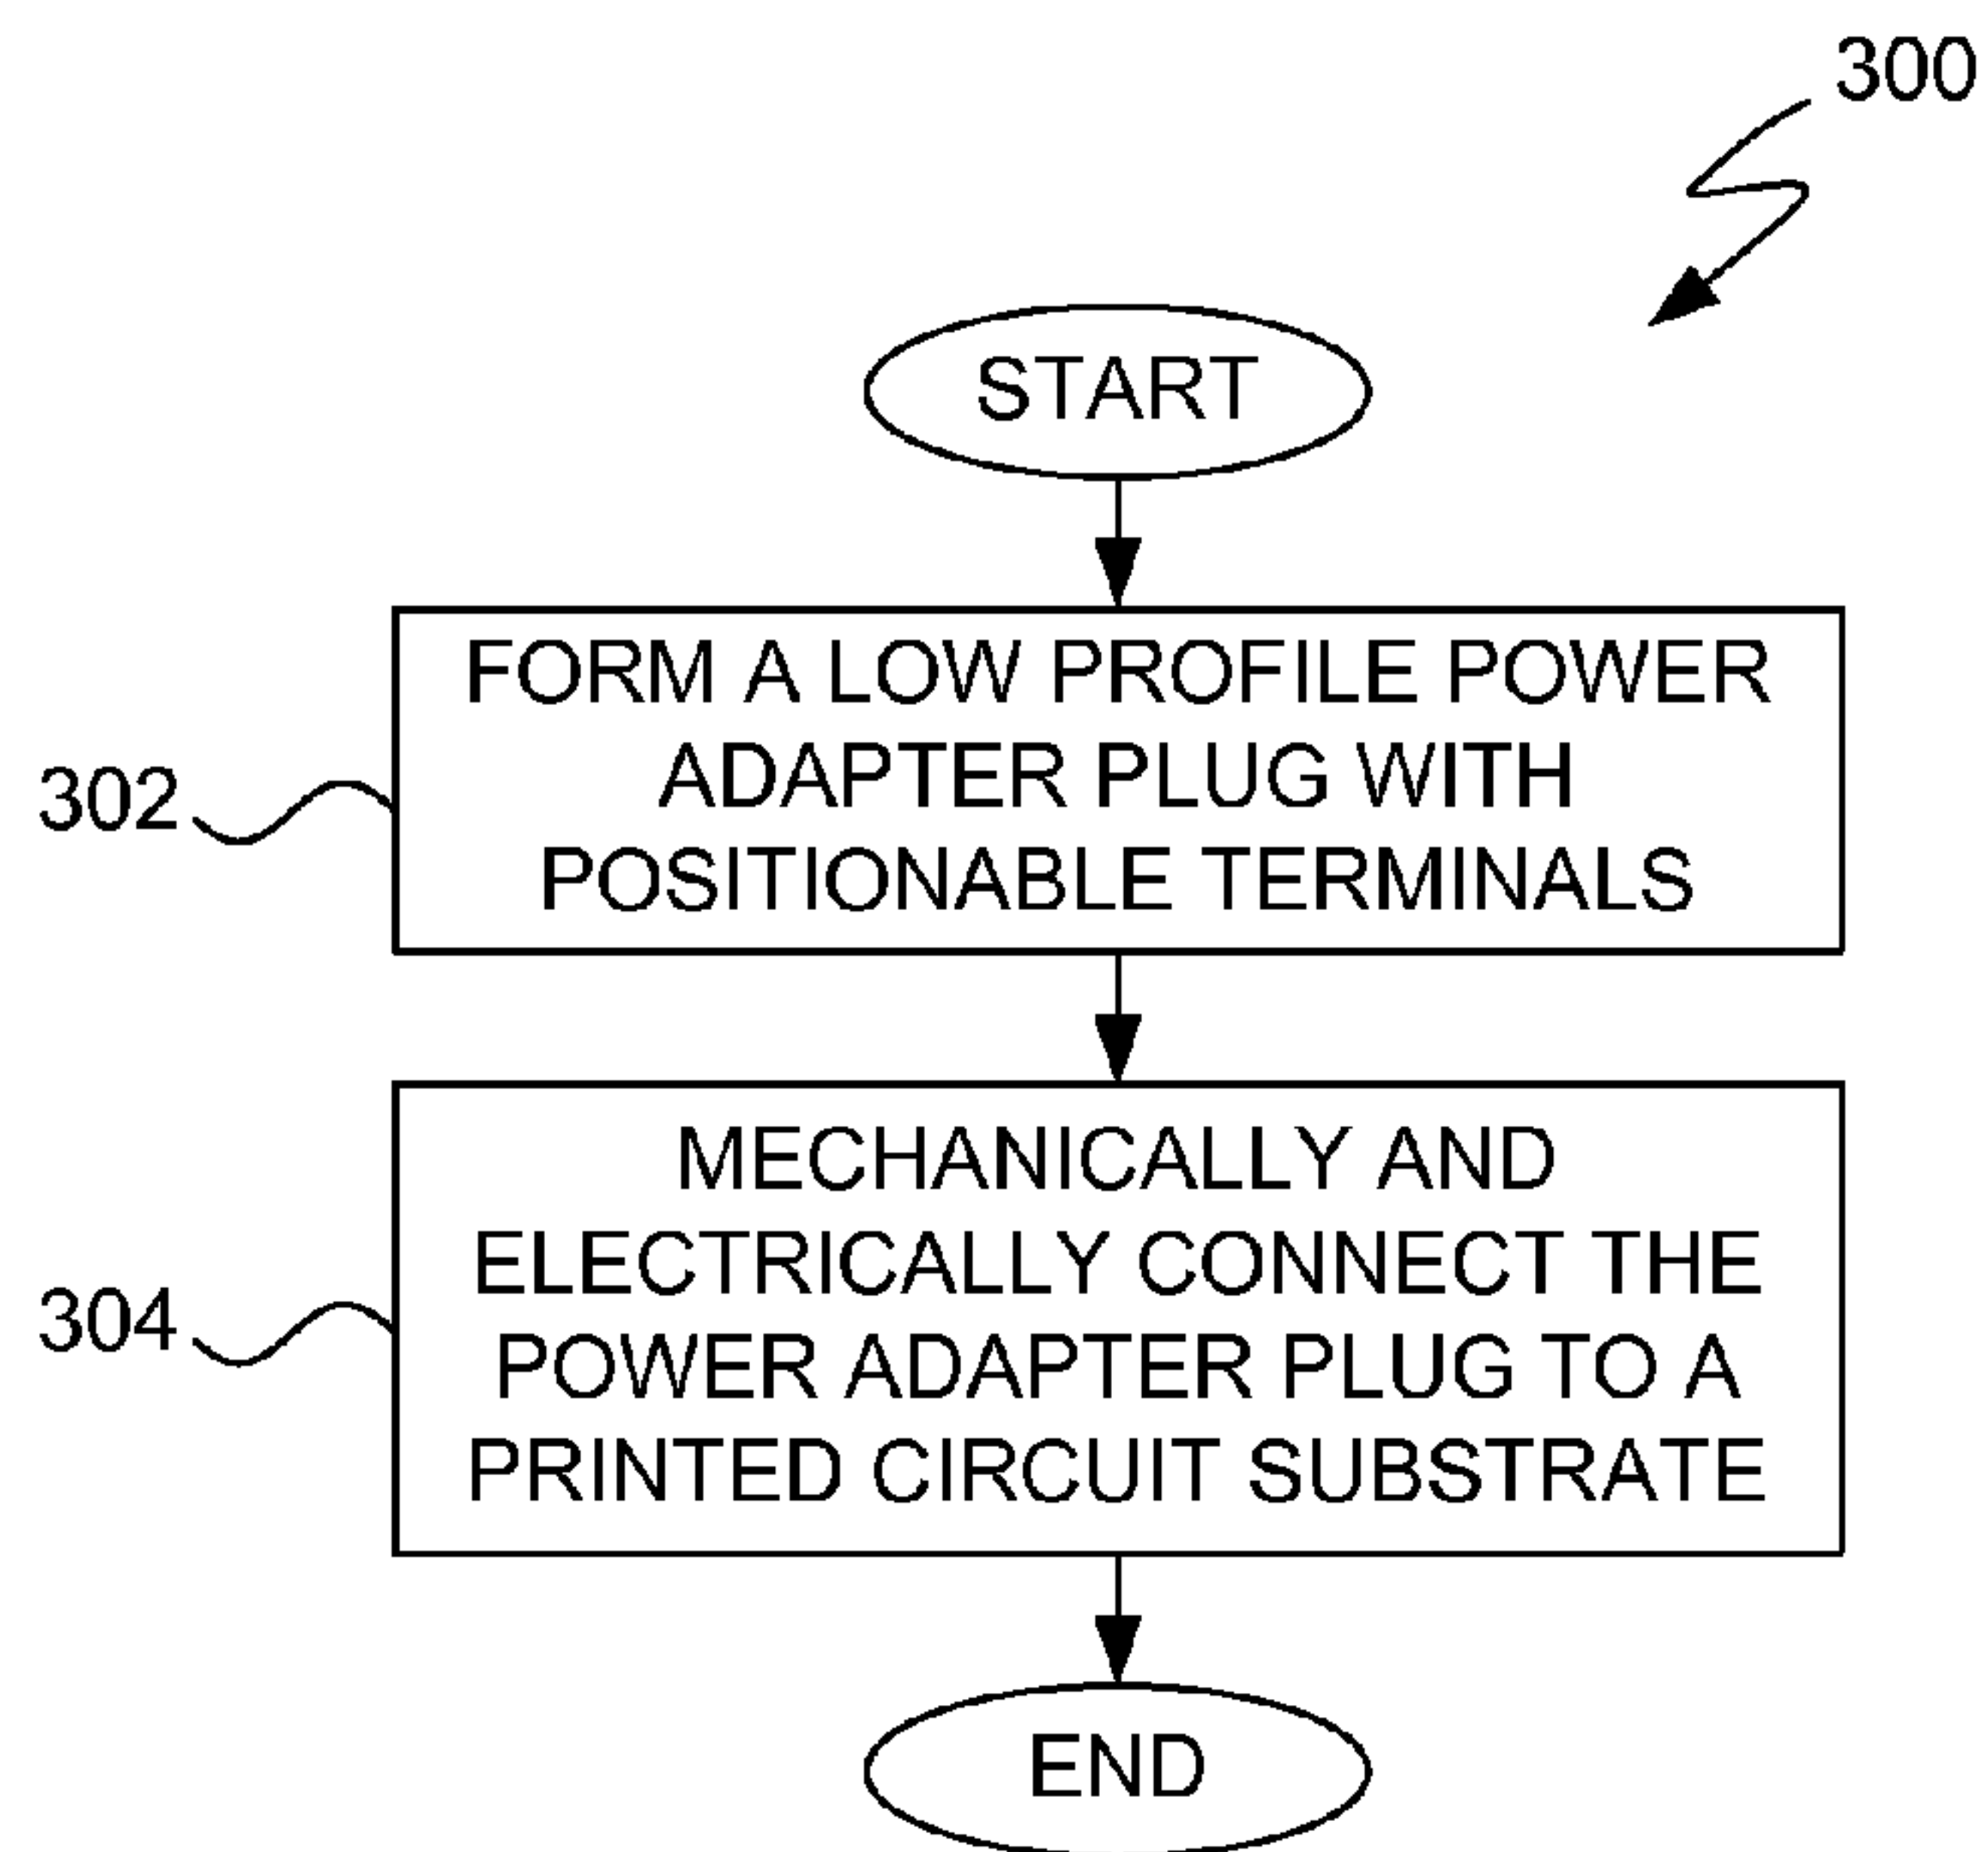 300
START
FORM A LOW PROFILE POWER
ADAPTER PLUG WITH
POSITIONABLE TERMINALS
302
MECHANICALLY AND
ELECTRICALLY CONNECT THE
POWER ADAPTER PLUG TO A
PRINTED CIRCUIT SUBSTRATE
304
END